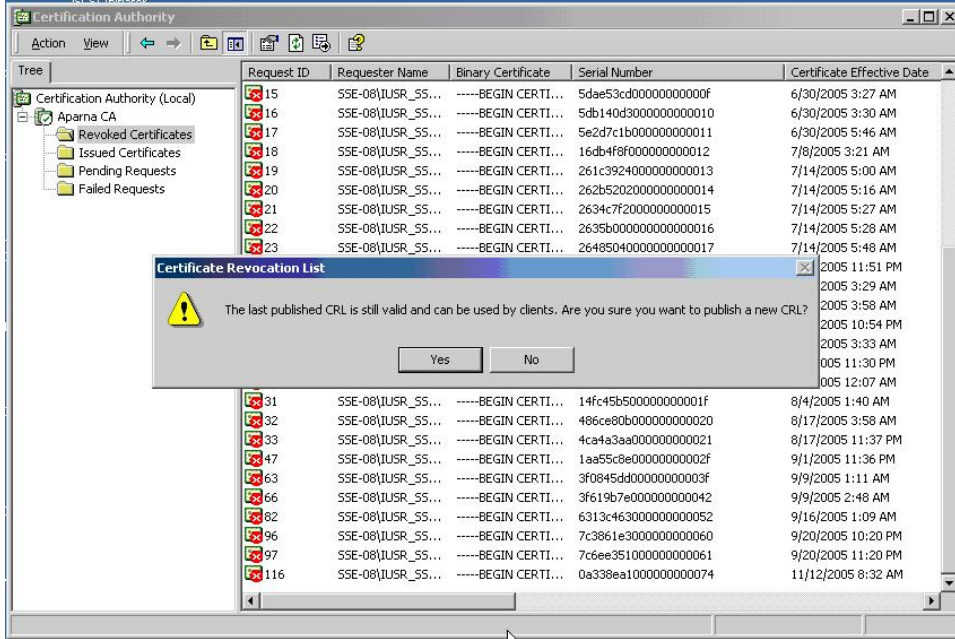 Certification Authority
Action View
Tree
Certification Authority (Local)
Aparna CA
Revoked Certificates
Issued Certificates
Pending Requests
Failed Requests
Request ID Requester Name Binary Certificate Serial Number Certificate Effective Date
15 SSE-08\IUSR_SS... -----BEGIN CERTI... 5dae53cd00000000000f 6/30/2005 3:27 AM
16 SSE-08\IUSR_SS... -----BEGIN CERTI... 5db140d3000000000010 6/30/2005 3:30 AM
17 SSE-08\IUSR_SS... -----BEGIN CERTI... 5e2d7c1b000000000011 6/30/2005 5:46 AM
18 SSE-08\IUSR_SS... -----BEGIN CERTI... 16db4f8f000000000012 7/8/2005 3:21 AM
19 SSE-08\IUSR_SS... -----BEGIN CERTI... 261c3924000000000013 7/14/2005 5:00 AM
20 SSE-08\IUSR_SS... -----BEGIN CERTI... 262b5202000000000014 7/14/2005 5:16 AM
21 SSE-08\IUSR_SS... -----BEGIN CERTI... 2634c7f2000000000015 7/14/2005 5:27 AM
22 SSE-08\IUSR_SS... -----BEGIN CERTI... 2635b000000000000016 7/14/2005 5:28 AM
23 SSE-08\IUSR_SS... -----BEGIN CERTI... 26485040000000000017 7/14/2005 5:48 AM
2005 11:51 PM
2005 3:29 AM
2005 3:58 AM
2005 10:54 PM
2005 3:33 AM
005 11:30 PM
005 12:07 AM
Certificate Revocation List
The last published CRL is still valid and can be used by clients. Are you sure you want to publish a new CRL?
Yes No
31 SSE-08\IUSR_SS... -----BEGIN CERTI... 14fc45b500000000001f 8/4/2005 1:40 AM
32 SSE-08\IUSR_SS... -----BEGIN CERTI... 486ce80b000000000020 8/17/2005 3:58 AM
33 SSE-08\IUSR_SS... -----BEGIN CERTI... 4ca4a3aa000000000021 8/17/2005 11:37 PM
47 SSE-08\IUSR_SS... -----BEGIN CERTI... 1aa55c8e00000000002f 9/1/2005 11:36 PM
63 SSE-08\IUSR_SS... -----BEGIN CERTI... 3f0845dd00000000003f 9/9/2005 1:11 AM
66 SSE-08\IUSR_SS... -----BEGIN CERTI... 3f619b7e000000000042 9/9/2005 2:48 AM
82 SSE-08\IUSR_SS... -----BEGIN CERTI... 6313c463000000000052 9/16/2005 1:09 AM
96 SSE-08\IUSR_SS... -----BEGIN CERTI... 7c3861e3000000000060 9/20/2005 10:20 PM
97 SSE-08\IUSR_SS... -----BEGIN CERTI... 7c6ee351000000000061 9/20/2005 11:20 PM
116 SSE-08\IUSR_SS... -----BEGIN CERTI... 0a338ea1000000000074 11/12/2005 8:32 AM